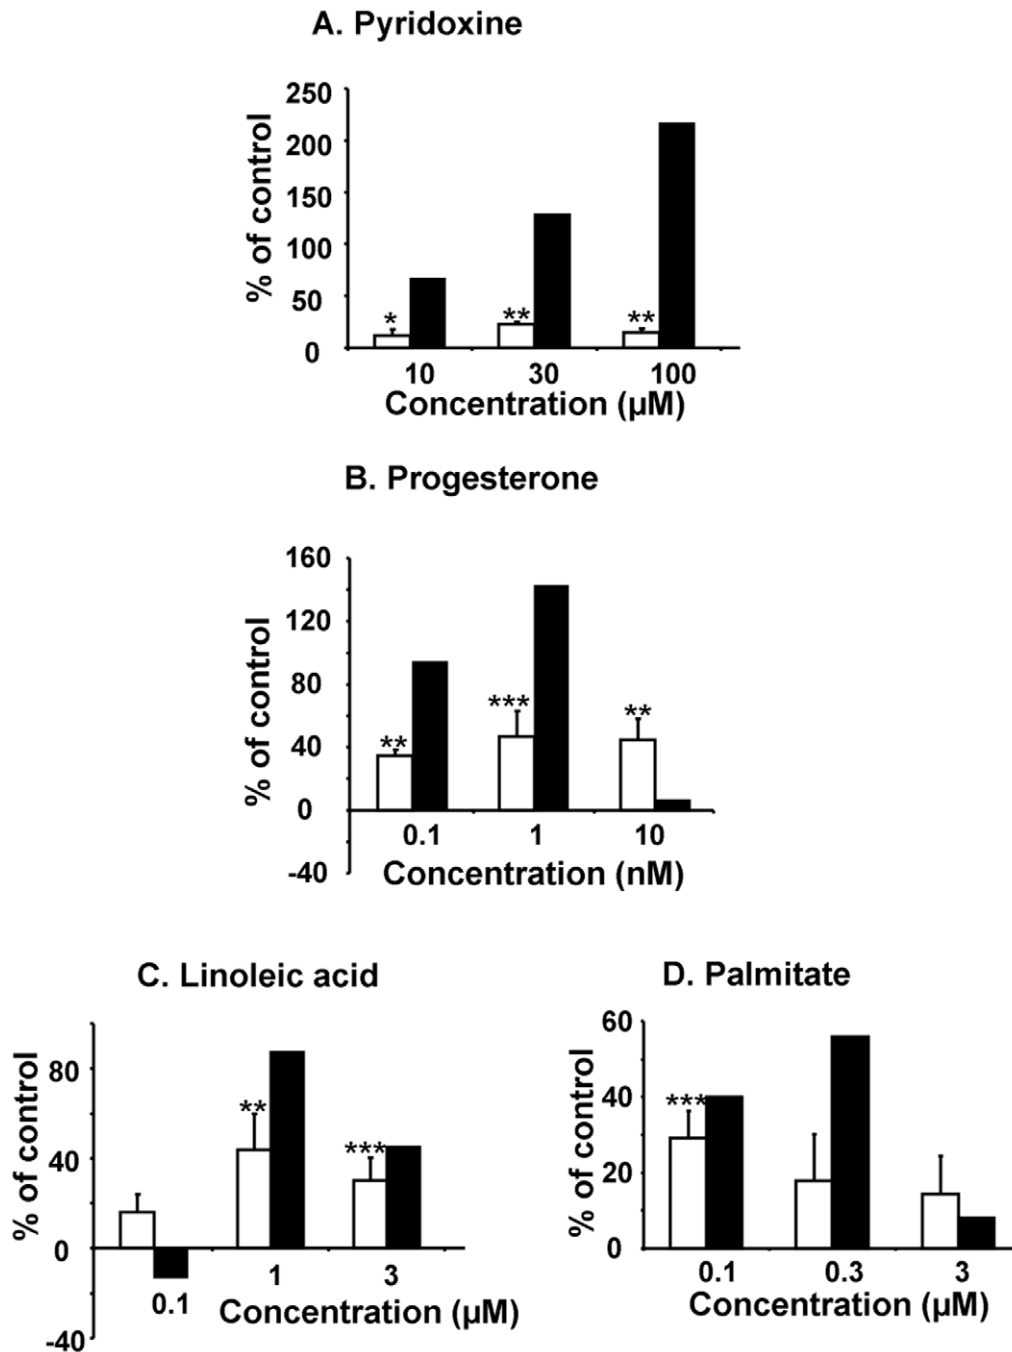 A. Pyridoxine
250
200
150
100
50
0
% of control
*
**
**
10 30 100
Concentration (µM)
B. Progesterone
160
120
80
40
0
-40
% of control
**
***
**
0.1 1 10
Concentration (nM)
C. Linoleic acid
80
40
0
-40
% of control
**
***
0.1 1 3
Concentration (µM)
D. Palmitate
60
40
20
0
% of control
***
0.1 0.3 3
Concentration (µM)